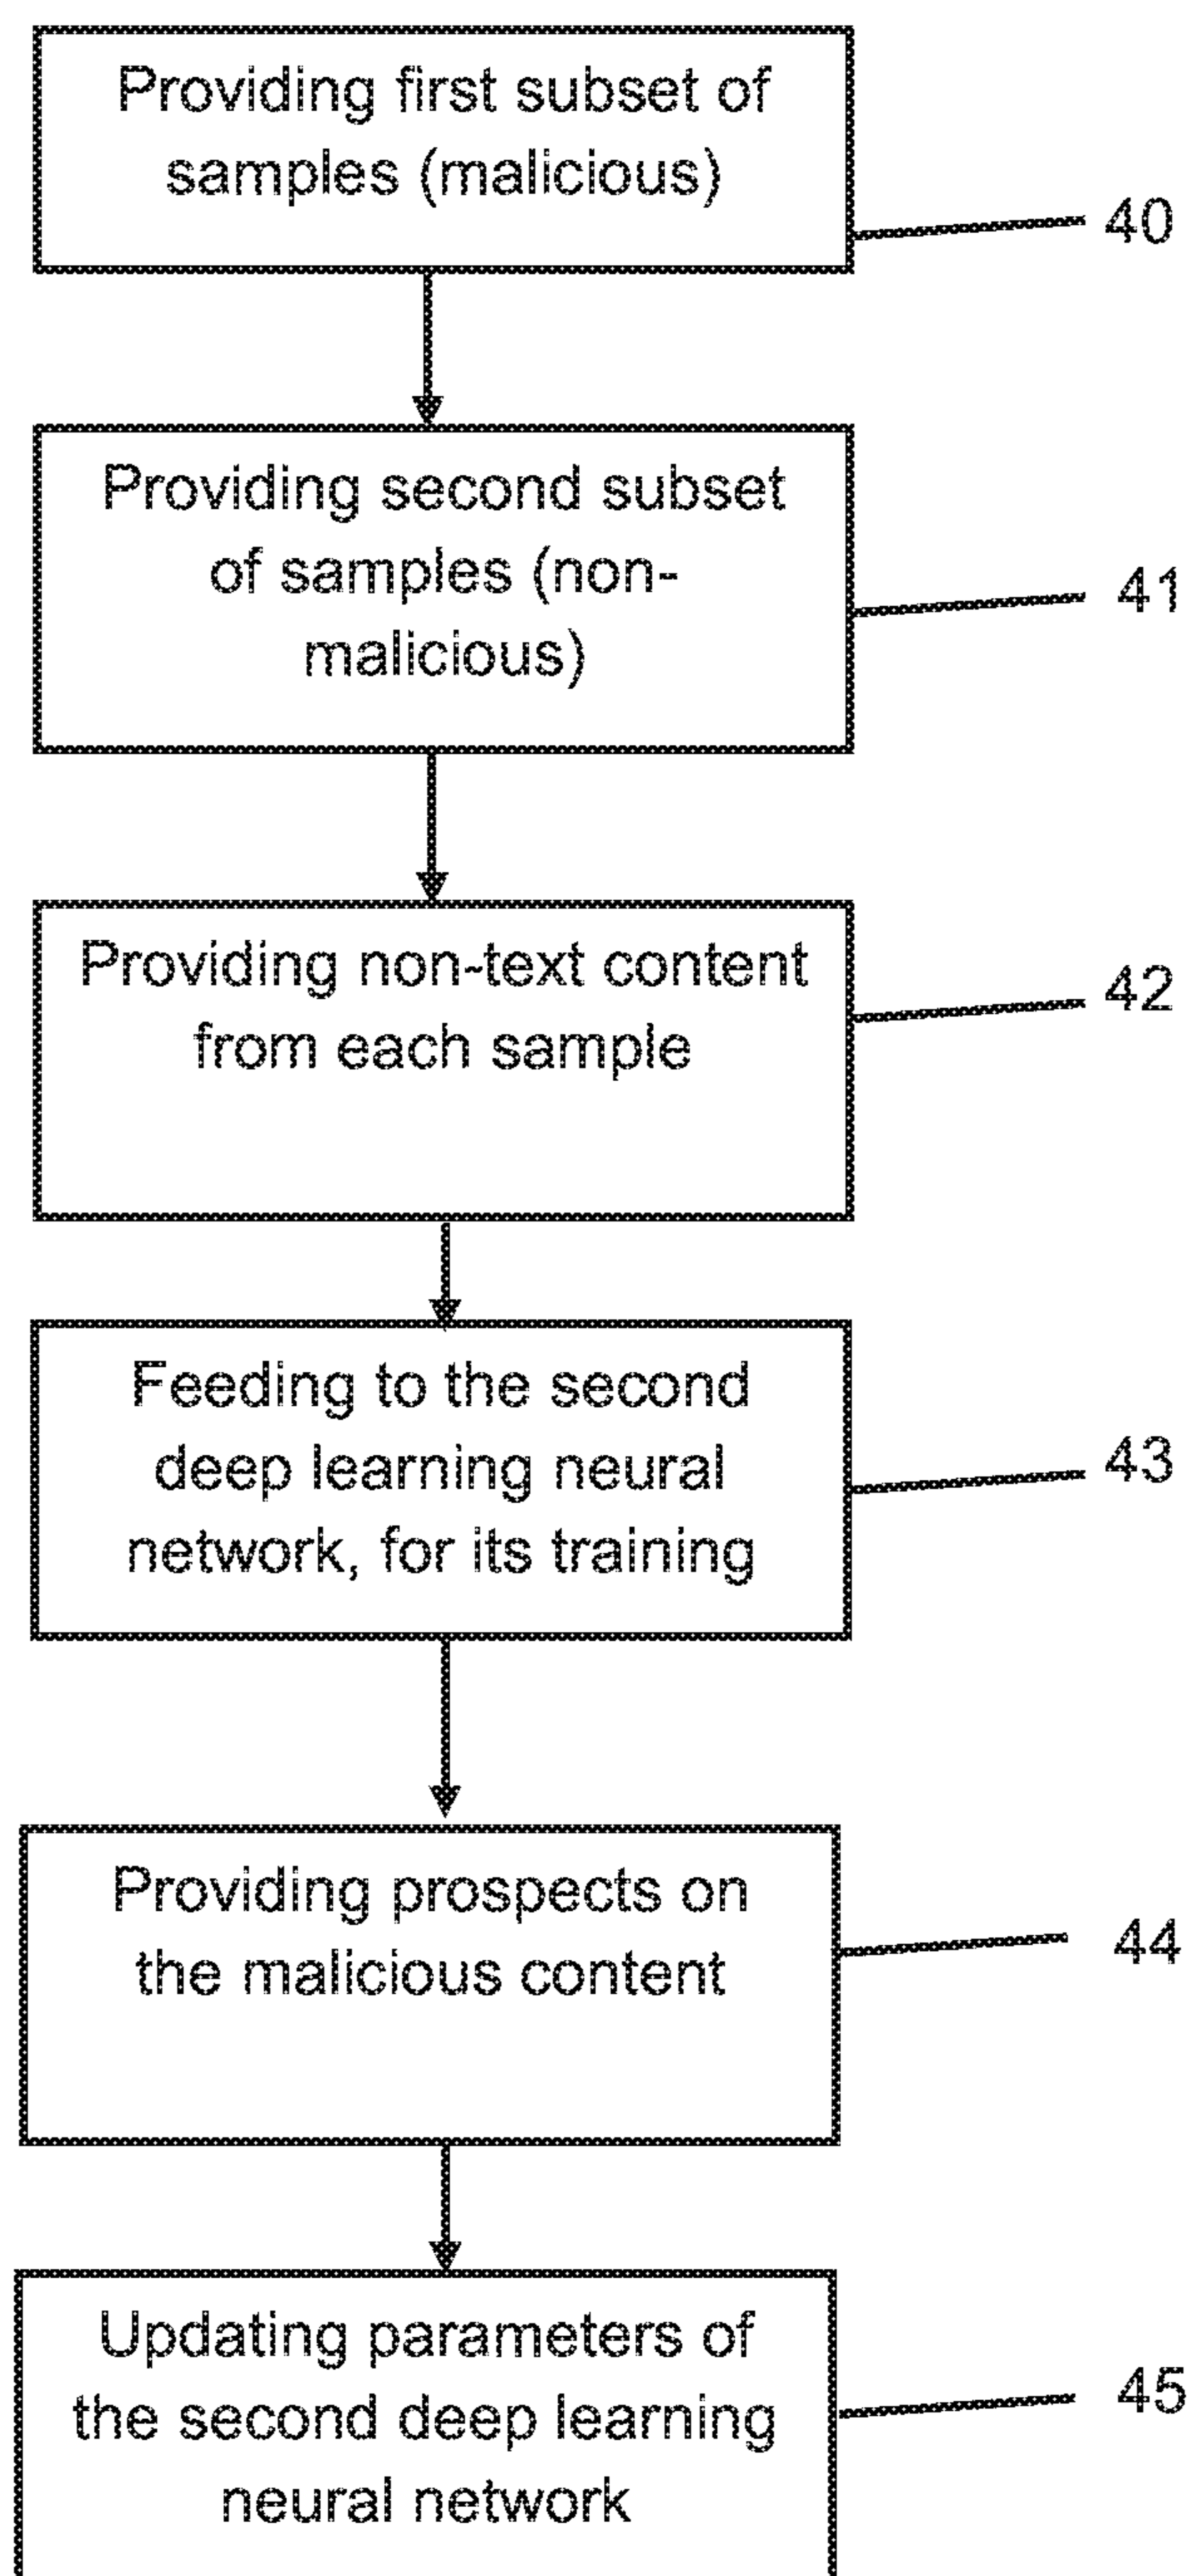 Providing first subset of
samples (malicious)
40
Providing second subset
of samples (non-
malicious)
41
Providing non-text content
from each sample
42
Feeding to the second
deep learning neural
network, for its training
43
Providing prospects on
the malicious content
44
Updating parameters of
the second deep learning
neural network
45